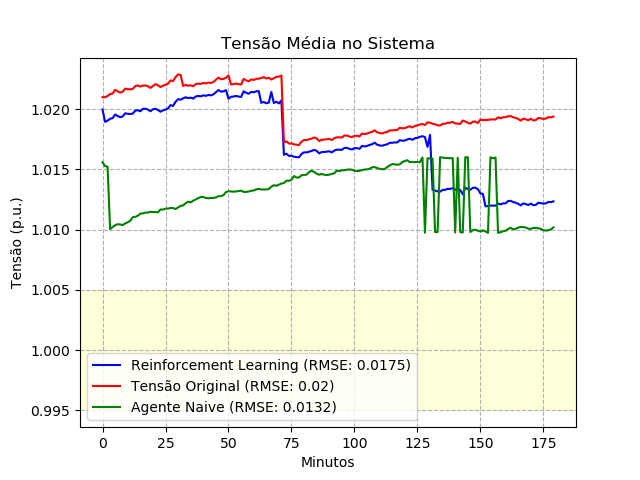 Tensão Média no Sistema
Tensão (p.u.)
1.020
1.015
1.010
1.005
1.000
0.995
Reinforcement Learning (RMSE: 0.0175)
Tensão Original (RMSE: 0.02)
Agente Naive (RMSE: 0.0132)
0 25 50 75 100 125 150 175
Minutos